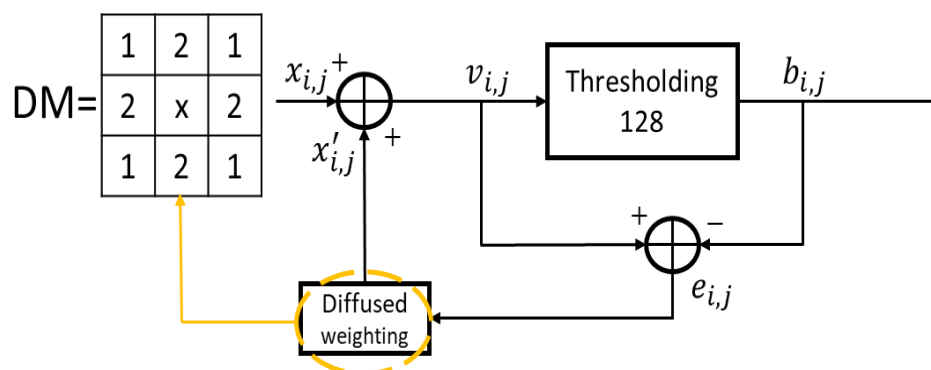 1 2 1
DM= 2 x 2
1 2 1
x_{i,j} +
x′_{i,j} +
v_{i,j}
Thresholding
128
b_{i,j}
+ −
e_{i,j}
Diffused
weighting